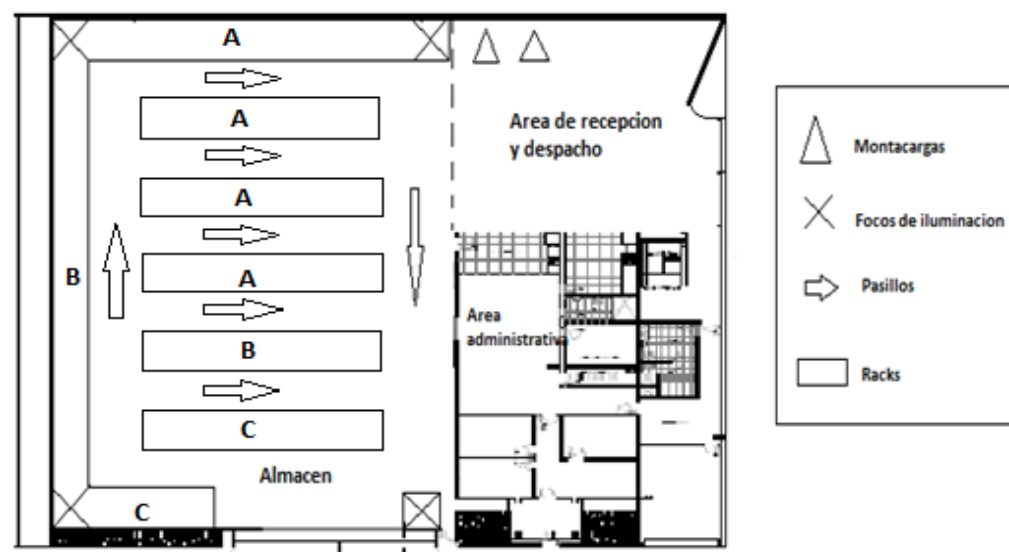 A
A
A
A
B
B
C
C
Area de recepcion
y despacho
Area
administrativa
Almacen
Montacargas
Focos de iluminacion
Pasillos
Racks